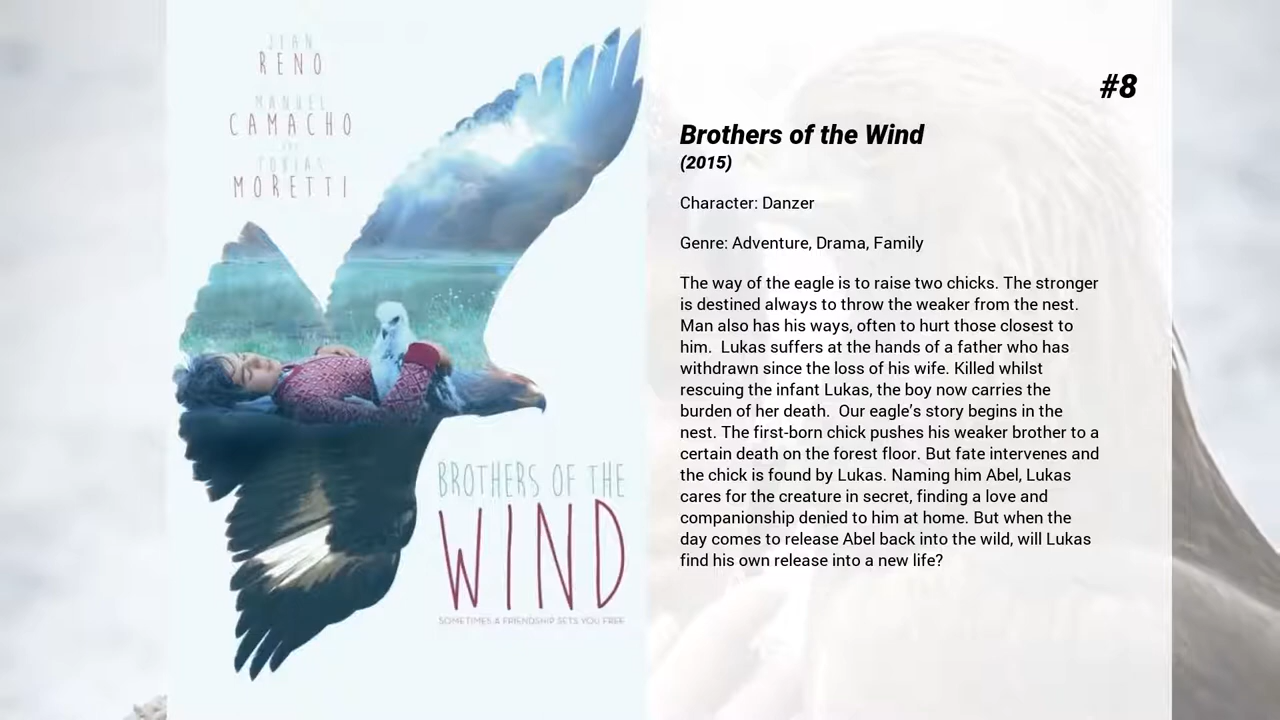 JEAN
RENO
MANUEL
CAMACHO
AND
TOBIAS
MORETTI
BROTHERS OF THE
WIND
SOMETIMES A FRIENDSHIP SETS YOU FREE
#8
Brothers of the Wind
(2015)
Character: Danzer
Genre: Adventure, Drama, Family
The way of the eagle is to raise two chicks. The stronger
is destined always to throw the weaker from the nest.
Man also has his ways, often to hurt those closest to
him.  Lukas suffers at the hands of a father who has
withdrawn since the loss of his wife. Killed whilst
rescuing the infant Lukas, the boy now carries the
burden of her death.  Our eagle’s story begins in the
nest. The first-born chick pushes his weaker brother to a
certain death on the forest floor. But fate intervenes and
the chick is found by Lukas. Naming him Abel, Lukas
cares for the creature in secret, finding a love and
companionship denied to him at home. But when the
day comes to release Abel back into the wild, will Lukas
find his own release into a new life?